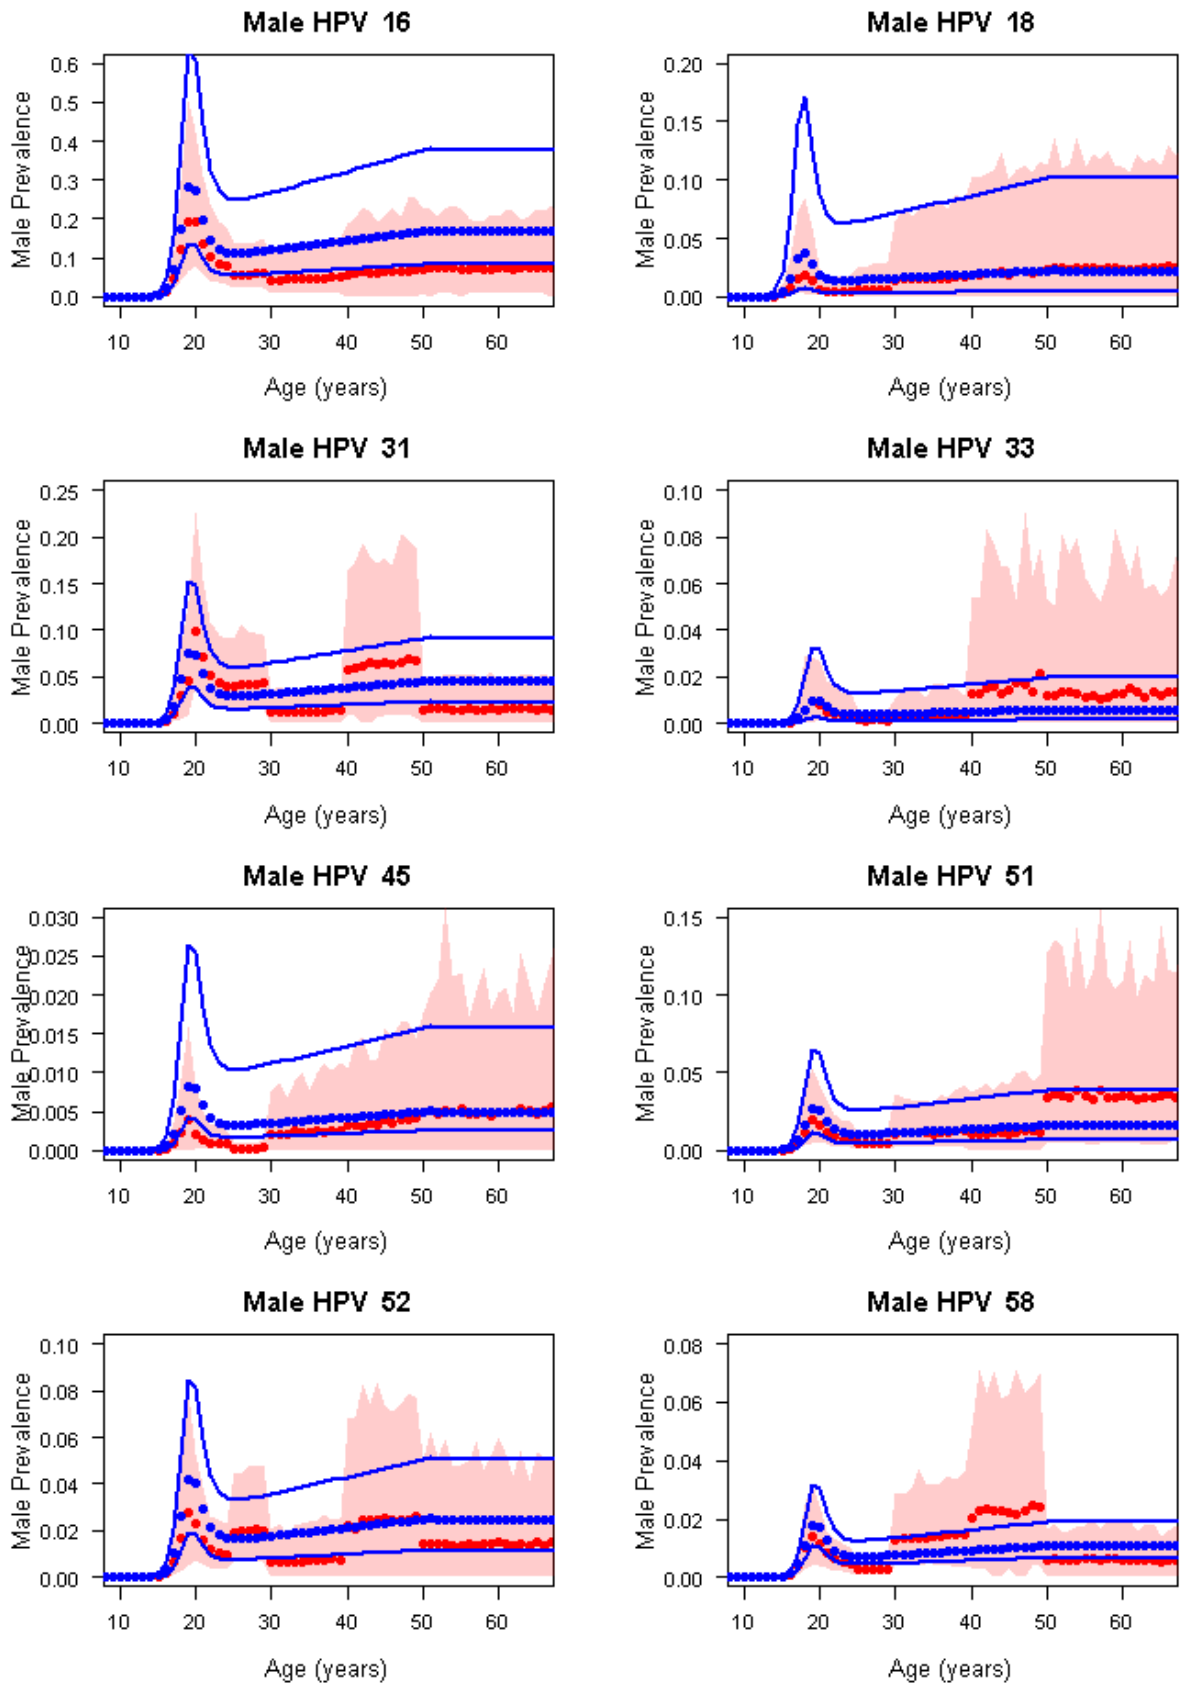 Male HPV 16
Male Prevalence
0.6
0.5
0.4
0.3
0.2
0.1
0.0
10 20 30 40 50 60
Age (years)
Male HPV 18
Male Prevalence
0.20
0.15
0.10
0.05
0.00
10 20 30 40 50 60
Age (years)
Male HPV 31
Male Prevalence
0.25
0.20
0.15
0.10
0.05
0.00
10 20 30 40 50 60
Age (years)
Male HPV 33
Male Prevalence
0.10
0.08
0.06
0.04
0.02
0.00
10 20 30 40 50 60
Age (years)
Male HPV 45
Male Prevalence
0.030
0.025
0.020
0.015
0.010
0.005
0.000
10 20 30 40 50 60
Age (years)
Male HPV 51
Male Prevalence
0.15
0.10
0.05
0.00
10 20 30 40 50 60
Age (years)
Male HPV 52
Male Prevalence
0.10
0.08
0.06
0.04
0.02
0.00
10 20 30 40 50 60
Age (years)
Male HPV 58
Male Prevalence
0.08
0.06
0.04
0.02
0.00
10 20 30 40 50 60
Age (years)